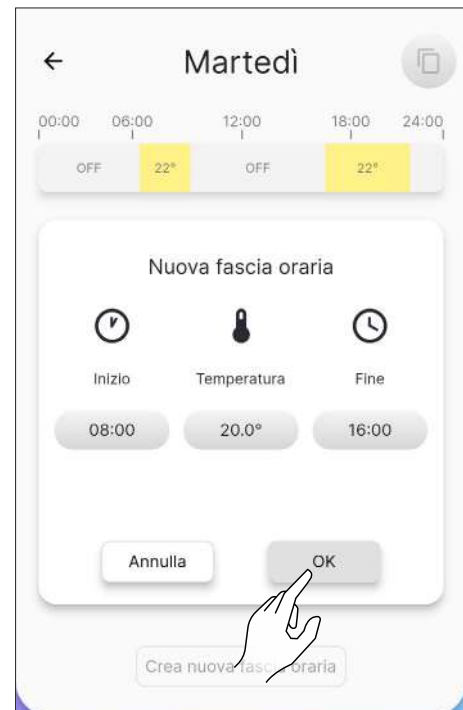 Martedì
00:00 06:00 12:00 18:00 24:00
OFF 22° OFF 22°
Nuova fascia oraria
Inizio Temperatura Fine
08:00 20.0° 16:00
Annulla OK
Crea nuova fascia oraria